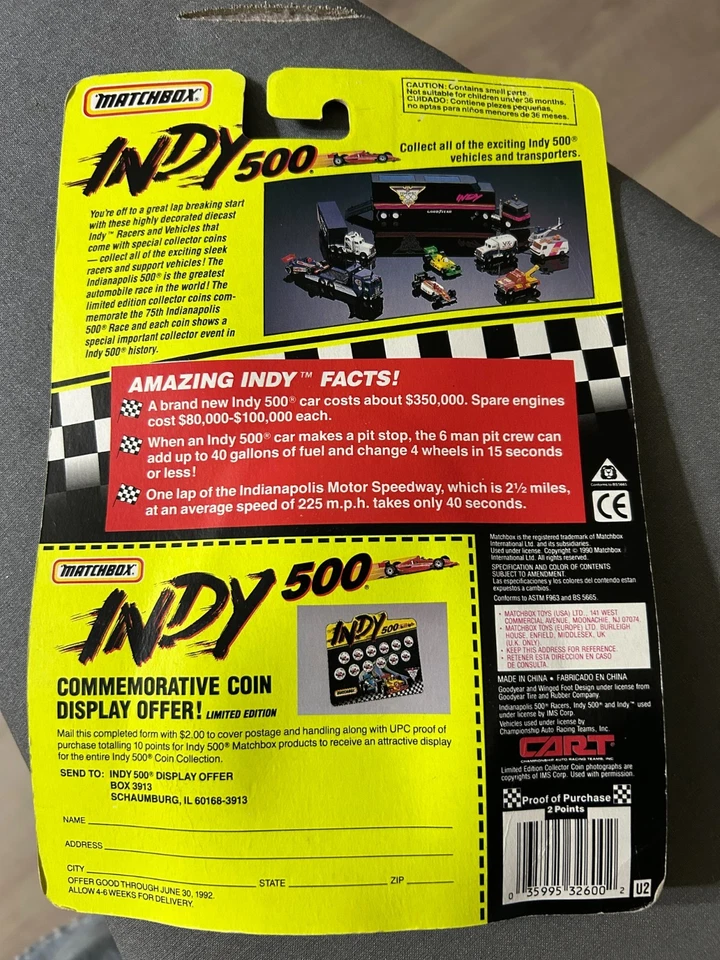 MATCHBOX®
INDY 500®
CAUTION: Contains small parts.
Not suitable for children under 36 months.
CUIDADO: Contiene piezas pequeñas,
no aptas para niños menores de 36 meses.
Collect all of the exciting Indy 500®
vehicles and transporters.
You're off to a great lap breaking start
with these highly decorated diecast
Indy™ Racers and Vehicles that
come with special collector coins
— collect all of the exciting sleek
racers and support vehicles! The
Indianapolis 500® is the greatest
automobile race in the world! The
limited edition collector coins com-
memorate the 75th Indianapolis
500® Race and each coin shows a
special important collector event in
Indy 500® history.
INDY
GOODYEAR
AMAZING INDY™ FACTS!
A brand new Indy 500® car costs about $350,000. Spare engines
cost $80,000-$100,000 each.
When an Indy 500® car makes a pit stop, the 6 man pit crew can
add up to 40 gallons of fuel and change 4 wheels in 15 seconds
or less!
One lap of the Indianapolis Motor Speedway, which is 2½ miles,
at an average speed of 225 m.p.h. takes only 40 seconds.
Conforms to BS5665
CE
Matchbox is the registered trademark of Matchbox
International Ltd. and its subsidiaries.
Used under license. Copyright © 1990 Matchbox
International Ltd. All rights reserved.
SPECIFICATION AND COLOR OF CONTENTS
SUBJECT TO AMENDMENT.
Las especificaciones y los colores del contenido estan
expuestos a cambios.
Conforms to ASTM F963 and BS 5665.
• MATCHBOX TOYS (USA) LTD., 141 WEST
COMMERCIAL AVENUE, MOONACHIE, NJ 07074.
• MATCHBOX TOYS (EUROPE) LTD. BURLEIGH
HOUSE, ENFIELD, MIDDLESEX, UK
(U.K. ONLY).
• KEEP THIS ADDRESS FOR REFERENCE.
• RETENER ESTA DIRECCION EN CASO
DE CONSULTA.
MADE IN CHINA • FABRICADO EN CHINA
Goodyear and Winged Foot Design under license from
Goodyear Tire and Rubber Company.
Indianapolis 500® Racers, Indy 500® and Indy™ used
under license by IMS Corp.
Vehicles used under license by
Championship Auto Racing Teams, Inc.
CART
CHAMPIONSHIP AUTO RACING TEAMS, INC
Limited Edition Collector Coin photographs are
copyrights of IMS Corp. Used with permission.
Proof of Purchase
2 Points
0 35995 32600 2
U2
MATCHBOX®
INDY 500®
INDY 500
COMMEMORATIVE COIN
DISPLAY OFFER! LIMITED EDITION
Mail this completed form with $2.00 to cover postage and handling along with UPC proof of
purchase totalling 10 points for Indy 500® Matchbox products to receive an attractive display
for the entire Indy 500® Coin Collection.
SEND TO: INDY 500® DISPLAY OFFER
BOX 3913
SCHAUMBURG, IL 60168-3913
NAME
ADDRESS
CITY
STATE
ZIP
OFFER GOOD THROUGH JUNE 30, 1992.
ALLOW 4-6 WEEKS FOR DELIVERY.